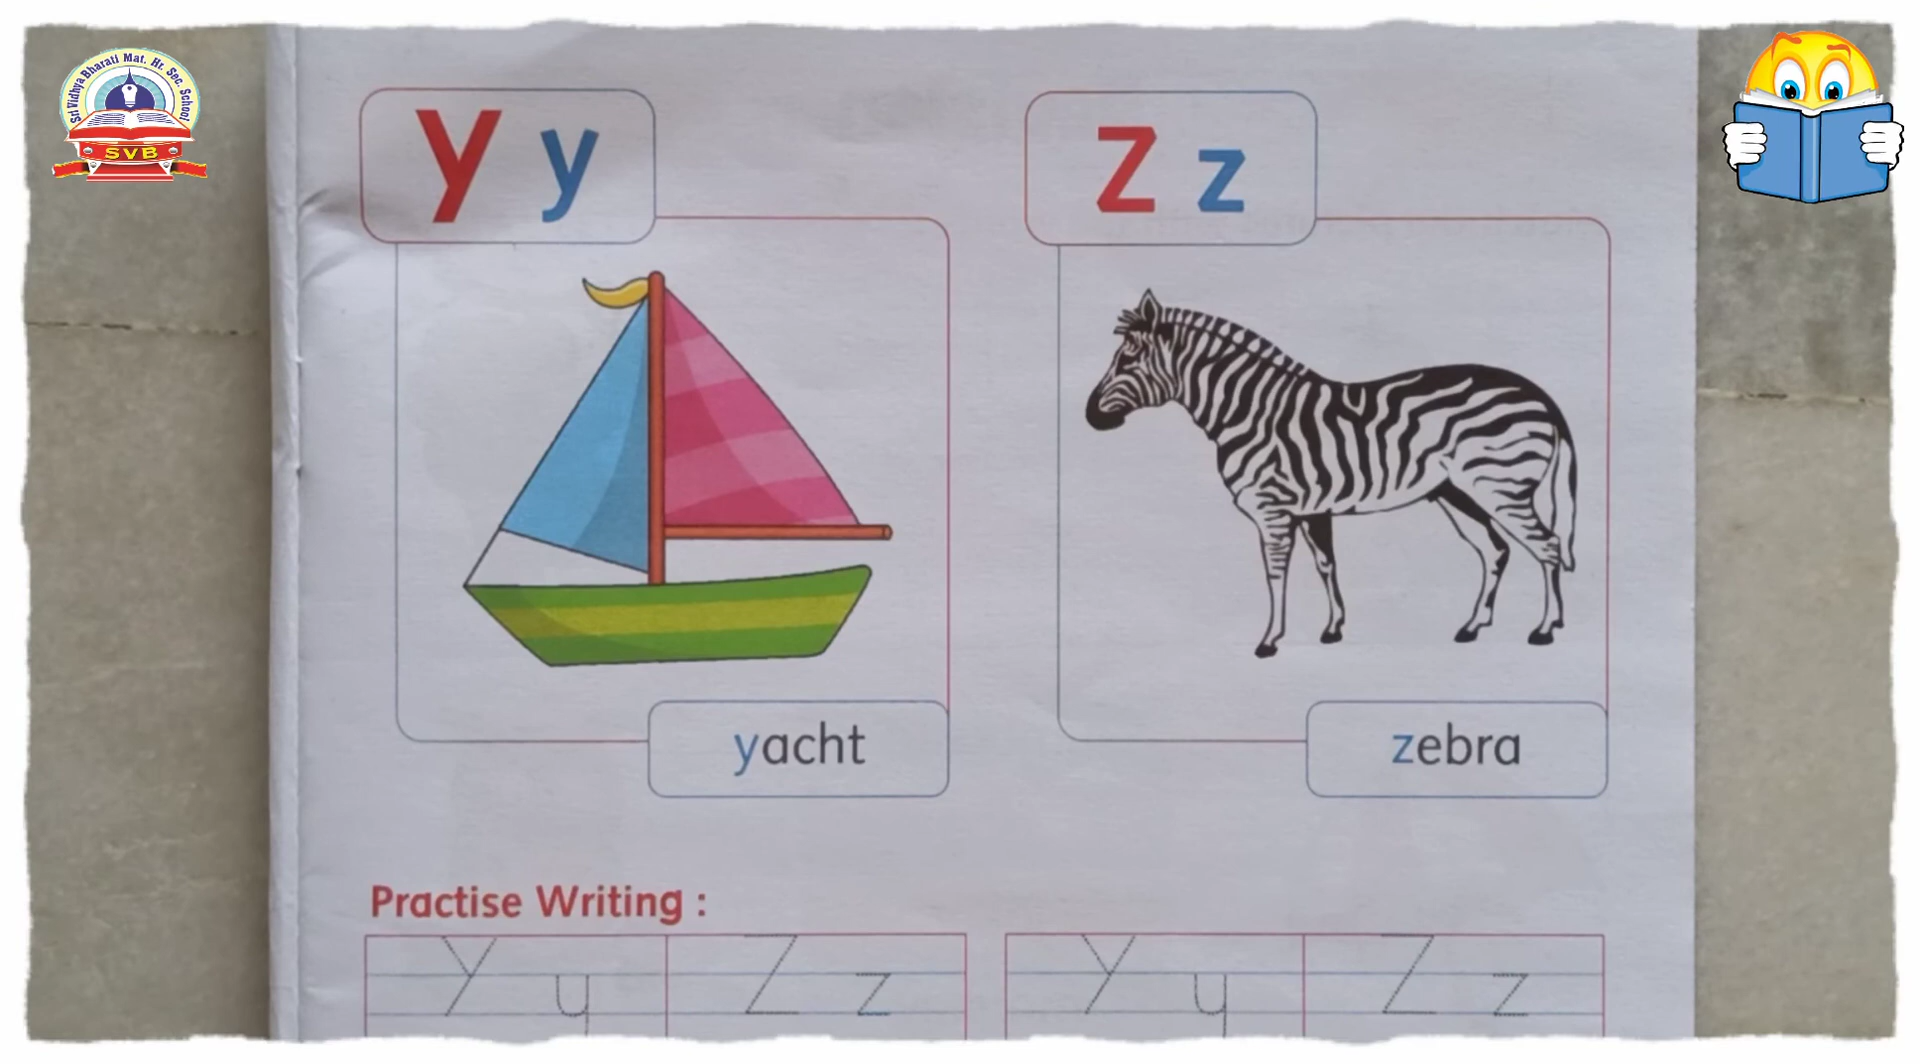 Sri Vidhya Bharati Mat. Hr. Sec. School
SVB
Y y
Z z
yacht
zebra
Practise Writing :
Y y Z z Y y Z z